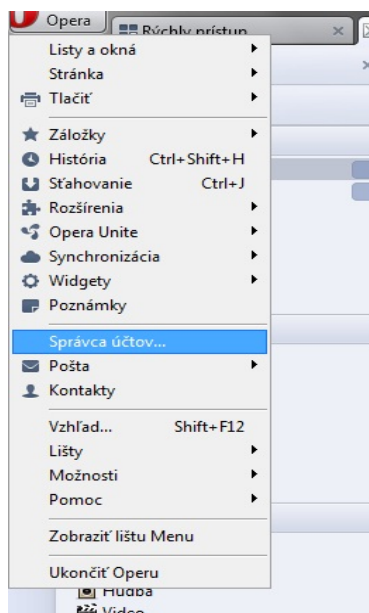 Opera
Rýchly prístup
Listy a okná
Stránka
Tlačiť
Záložky
História Ctrl+Shift+H
Sťahovanie Ctrl+J
Rozšírenia
Opera Unite
Synchronizácia
Widgety
Poznámky
Správca účtov...
Pošta
Kontakty
Vzhľad... Shift+F12
Lišty
Možnosti
Pomoc
Zobraziť lištu Menu
Ukončiť Operu
Hudba
Video